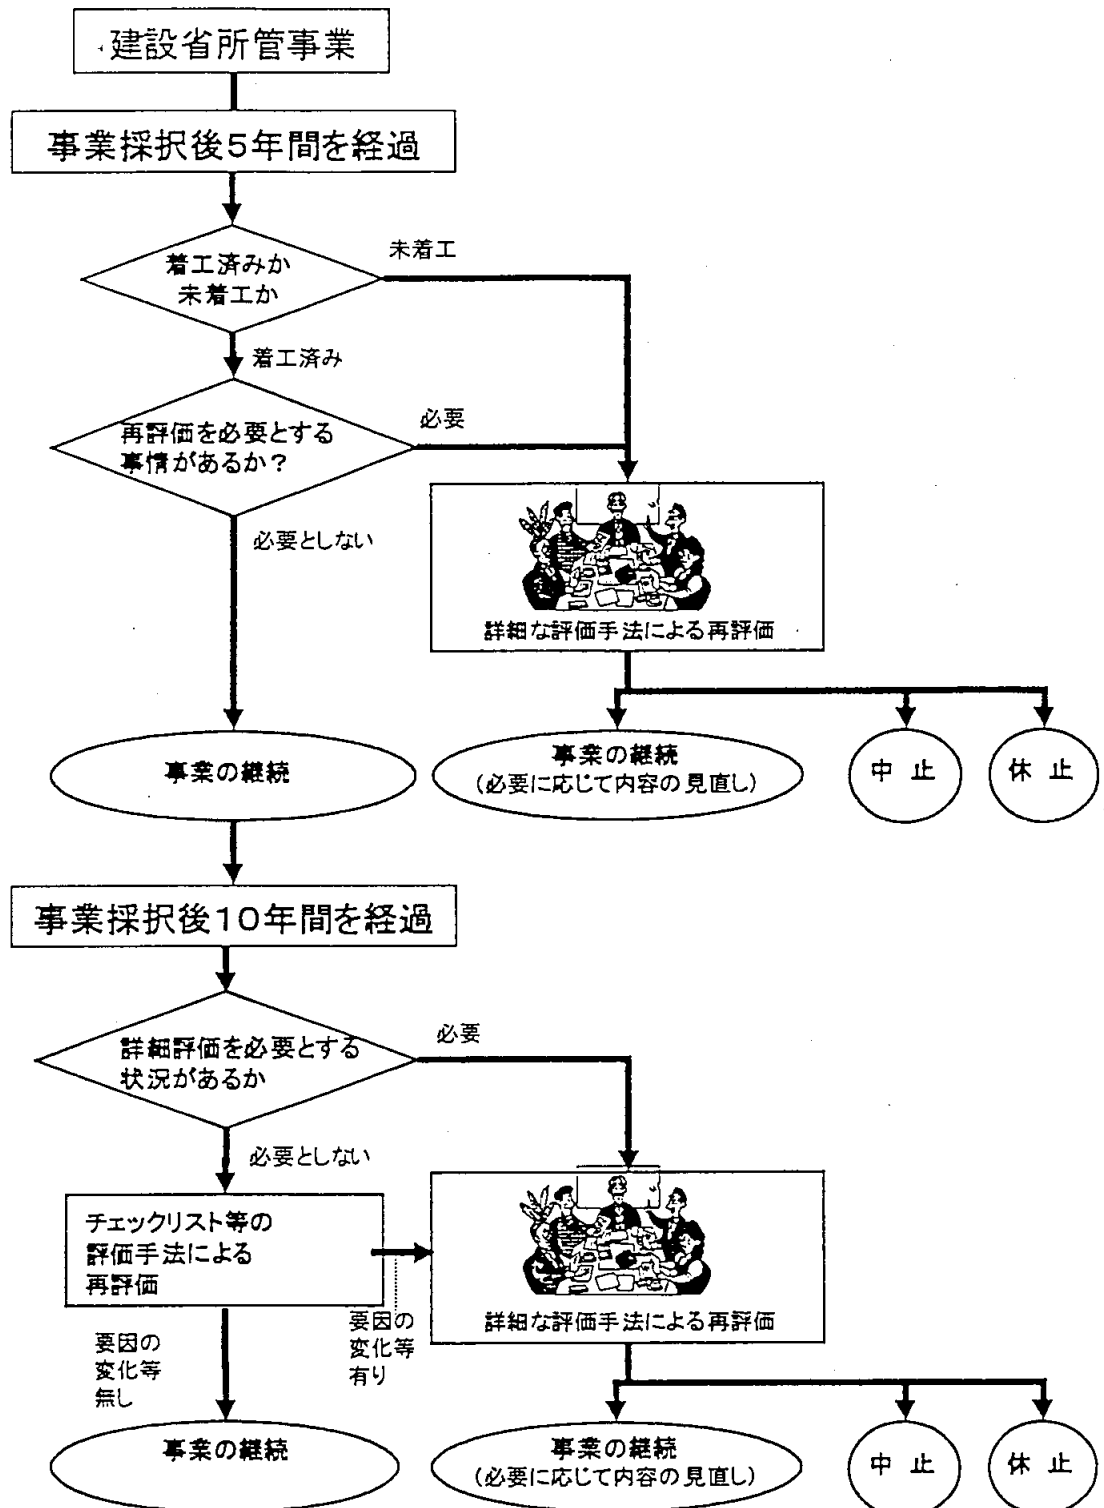 建設省所管事業
事業採択後5年間を経過
着工済みか
未着工か
未着工
着工済み
再評価を必要とする
事情があるか？
必要
必要としない
詳細な評価手法による再評価
事業の継続
事業の継続
(必要に応じて内容の見直し)
中 止
休 止
事業採択後10年間を経過
詳細評価を必要とする
状況があるか
必要
必要としない
チェックリスト等の
評価手法による
再評価
詳細な評価手法による再評価
要因の
変化等
有り
要因の
変化等
無し
事業の継続
事業の継続
(必要に応じて内容の見直し)
中 止
休 止